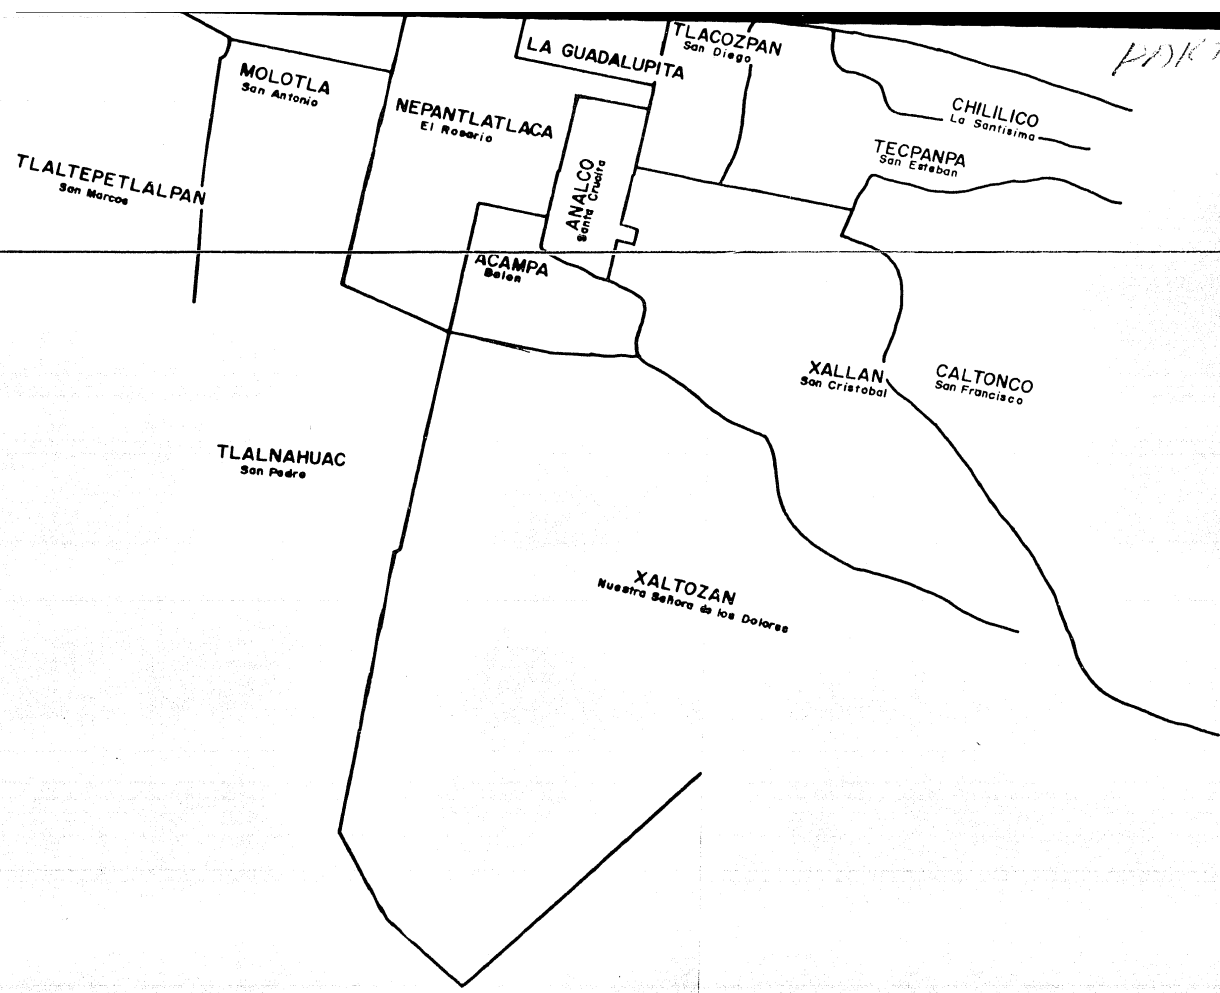 TLACOZPAN
San Diego
LA GUADALUPITA
MOLOTLA
San Antonio
NEPANTLATLACA
El Rosario
CHILILICO
La Santísima
TECPANPA
San Esteban
TLALTEPETLALPAN
San Marcos
ANALCO
Santa Crucita
ACAMPA
Belen
XALLAN
San Cristobal
CALTONCO
San Francisco
TLALNAHUAC
San Pedro
XALTOZAN
Nuestra Señora de los Dolores